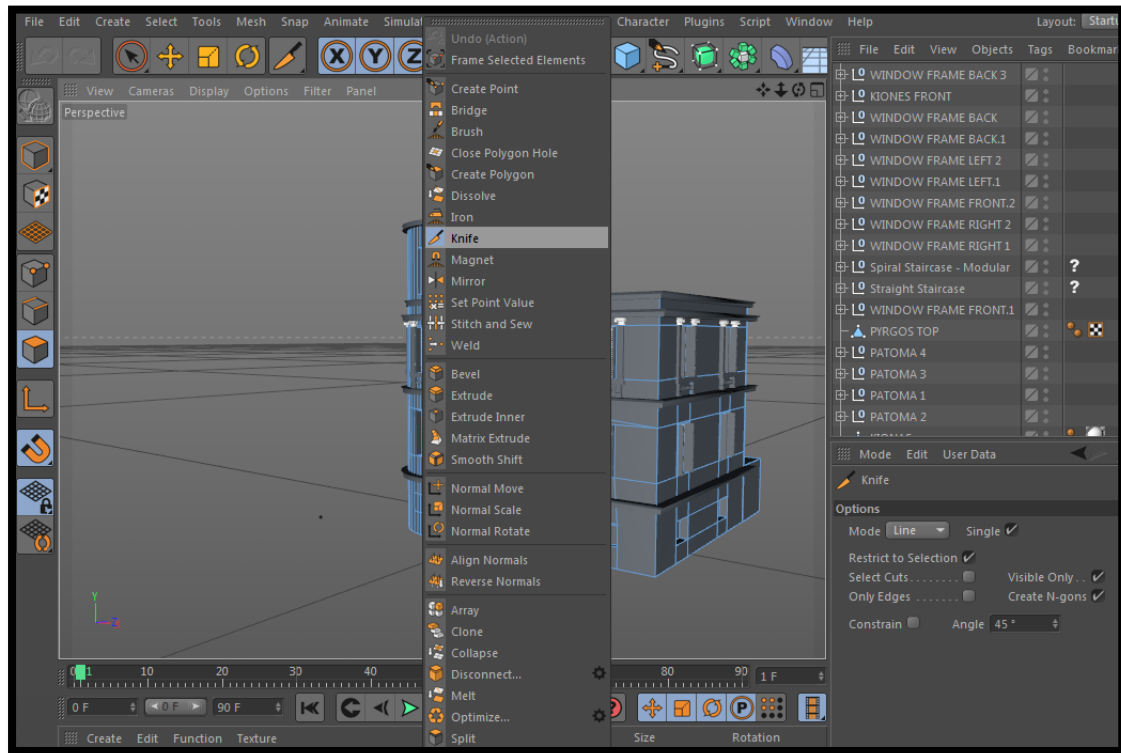 File Edit Create Select Tools Mesh Snap Animate Character Plugins Script Window Help Layout:
Undo (Action)
Frame Selected Elements
Create Point
Bridge
Brush
Close Polygon Hole
Create Polygon
Dissolve
Iron
Knife
Magnet
Mirror
Set Point Value
Stitch and Sew
Weld
Bevel
Extrude
Extrude Inner
Matrix Extrude
Smooth Shift
Normal Move
Normal Scale
Normal Rotate
Align Normals
Reverse Normals
Array
Clone
Collapse
Disconnect...
Melt
Optimize...
Split
X Y Z
View Cameras Display Options Filter Panel
Perspective
Y
Z
File Edit View Objects Tags
WINDOW FRAME BACK 3
KIONES FRONT
WINDOW FRAME BACK
WINDOW FRAME BACK.1
WINDOW FRAME LEFT 2
WINDOW FRAME LEFT.1
WINDOW FRAME FRONT.2
WINDOW FRAME RIGHT 2
WINDOW FRAME RIGHT 1
Spiral Staircase - Modular ?
Straight Staircase ?
WINDOW FRAME FRONT.1
PYRGOS TOP
PATOMA 4
PATOMA 3
PATOMA 1
PATOMA 2
Mode Edit User Data
Knife
Options
Mode Line Single
Restrict to Selection
Select Cuts . . . . . . . . Visible Only . .
Only Edges . . . . . . . Create N-gons
Constrain Angle 45 °
10 20 30 40 80 90 1 F
0 F 0 F 90 F P
Create Edit Function Texture Size Rotation